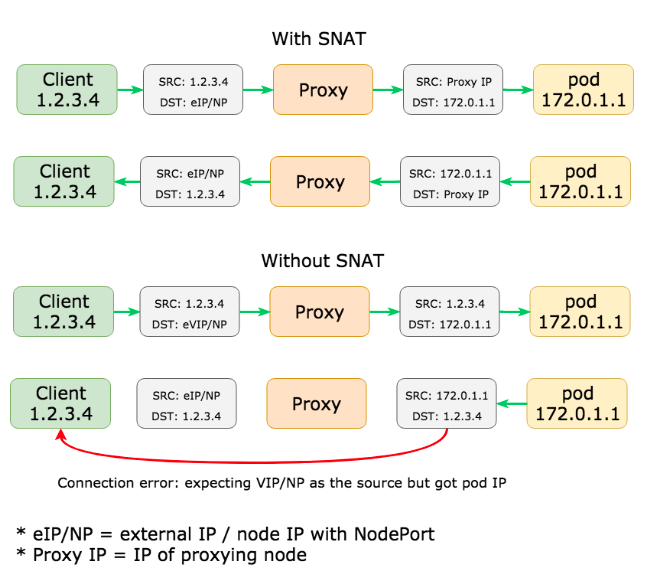 With SNAT
Client
1.2.3.4
SRC: 1.2.3.4
DST: eIP/NP
Proxy
SRC: Proxy IP
DST: 172.0.1.1
pod
172.0.1.1
Client
1.2.3.4
SRC: eIP/NP
DST: 1.2.3.4
Proxy
SRC: 172.0.1.1
DST: Proxy IP
pod
172.0.1.1
Without SNAT
Client
1.2.3.4
SRC: 1.2.3.4
DST: eVIP/NP
Proxy
SRC: 1.2.3.4
DST: 172.0.1.1
pod
172.0.1.1
Client
1.2.3.4
SRC: eIP/NP
DST: 1.2.3.4
Proxy
SRC: 172.0.1.1
DST: 1.2.3.4
pod
172.0.1.1
Connection error: expecting VIP/NP as the source but got pod IP
* eIP/NP = external IP / node IP with NodePort
* Proxy IP = IP of proxying node